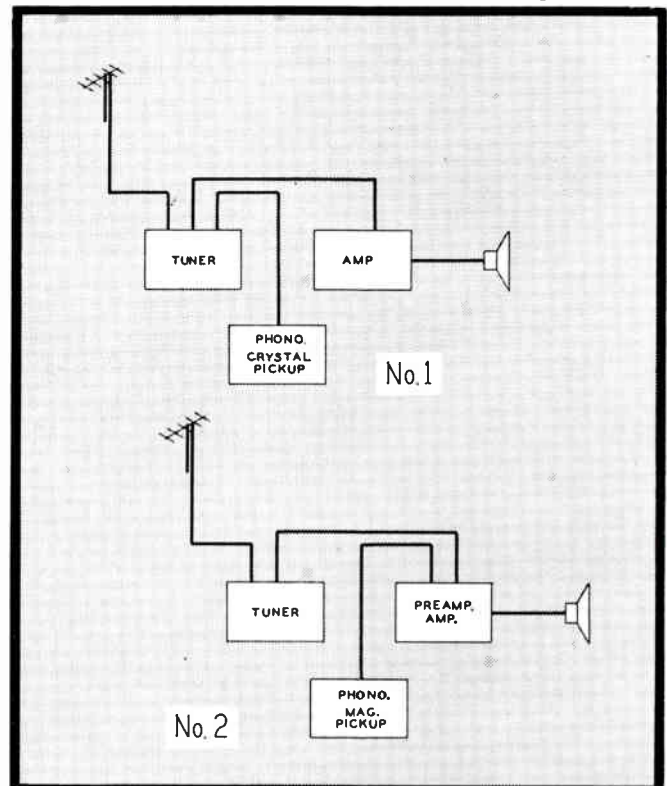 TUNER
AMP
PHONO.
CRYSTAL
PICKUP
No. 1
TUNER
PREAMP.
AMP.
PHONO.
MAG.
PICKUP
No. 2